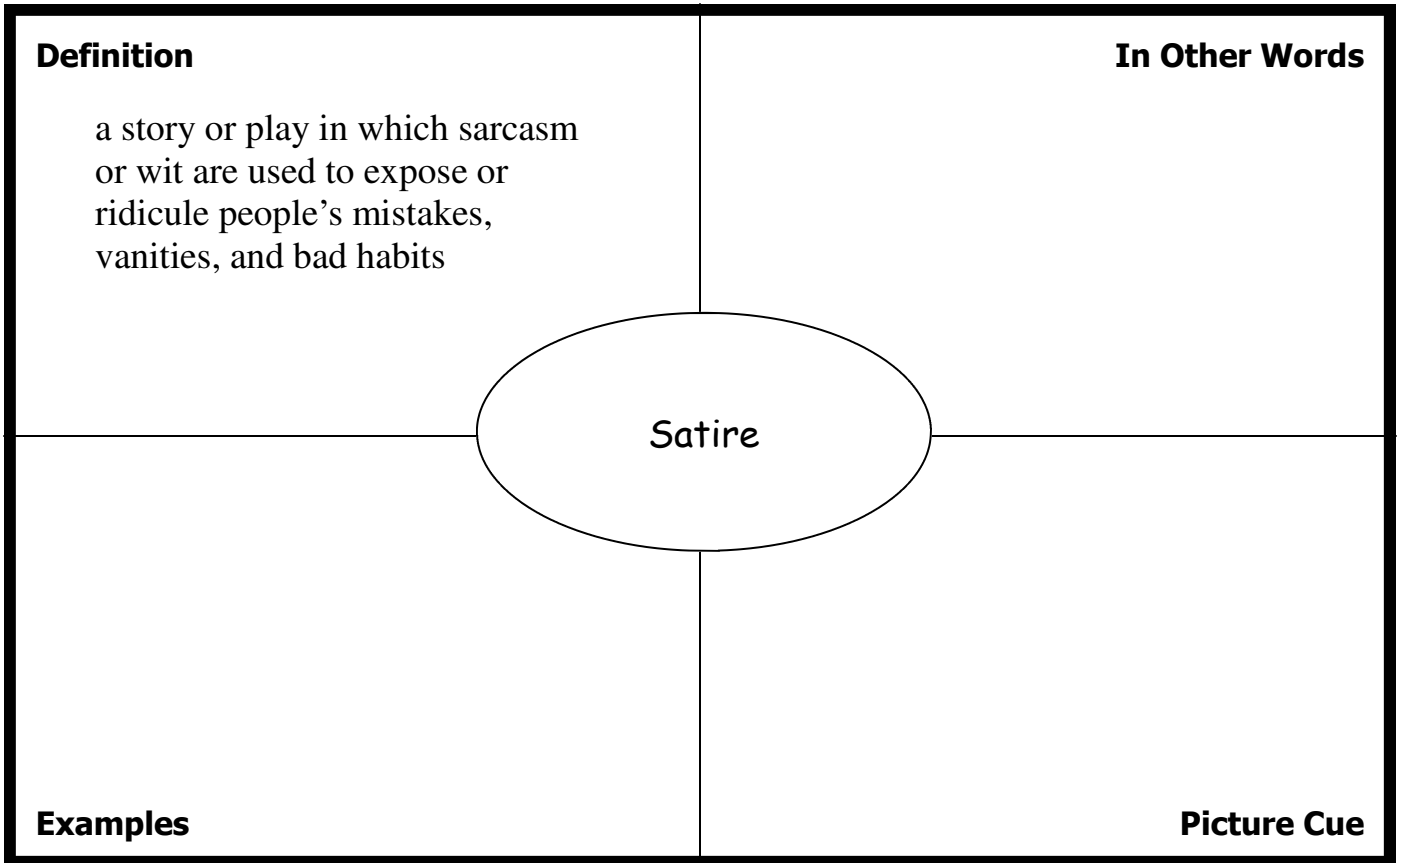 Definition
In Other Words
a story or play in which sarcasm
or wit are used to expose or
ridicule people’s mistakes,
vanities, and bad habits
Satire
Examples
Picture Cue